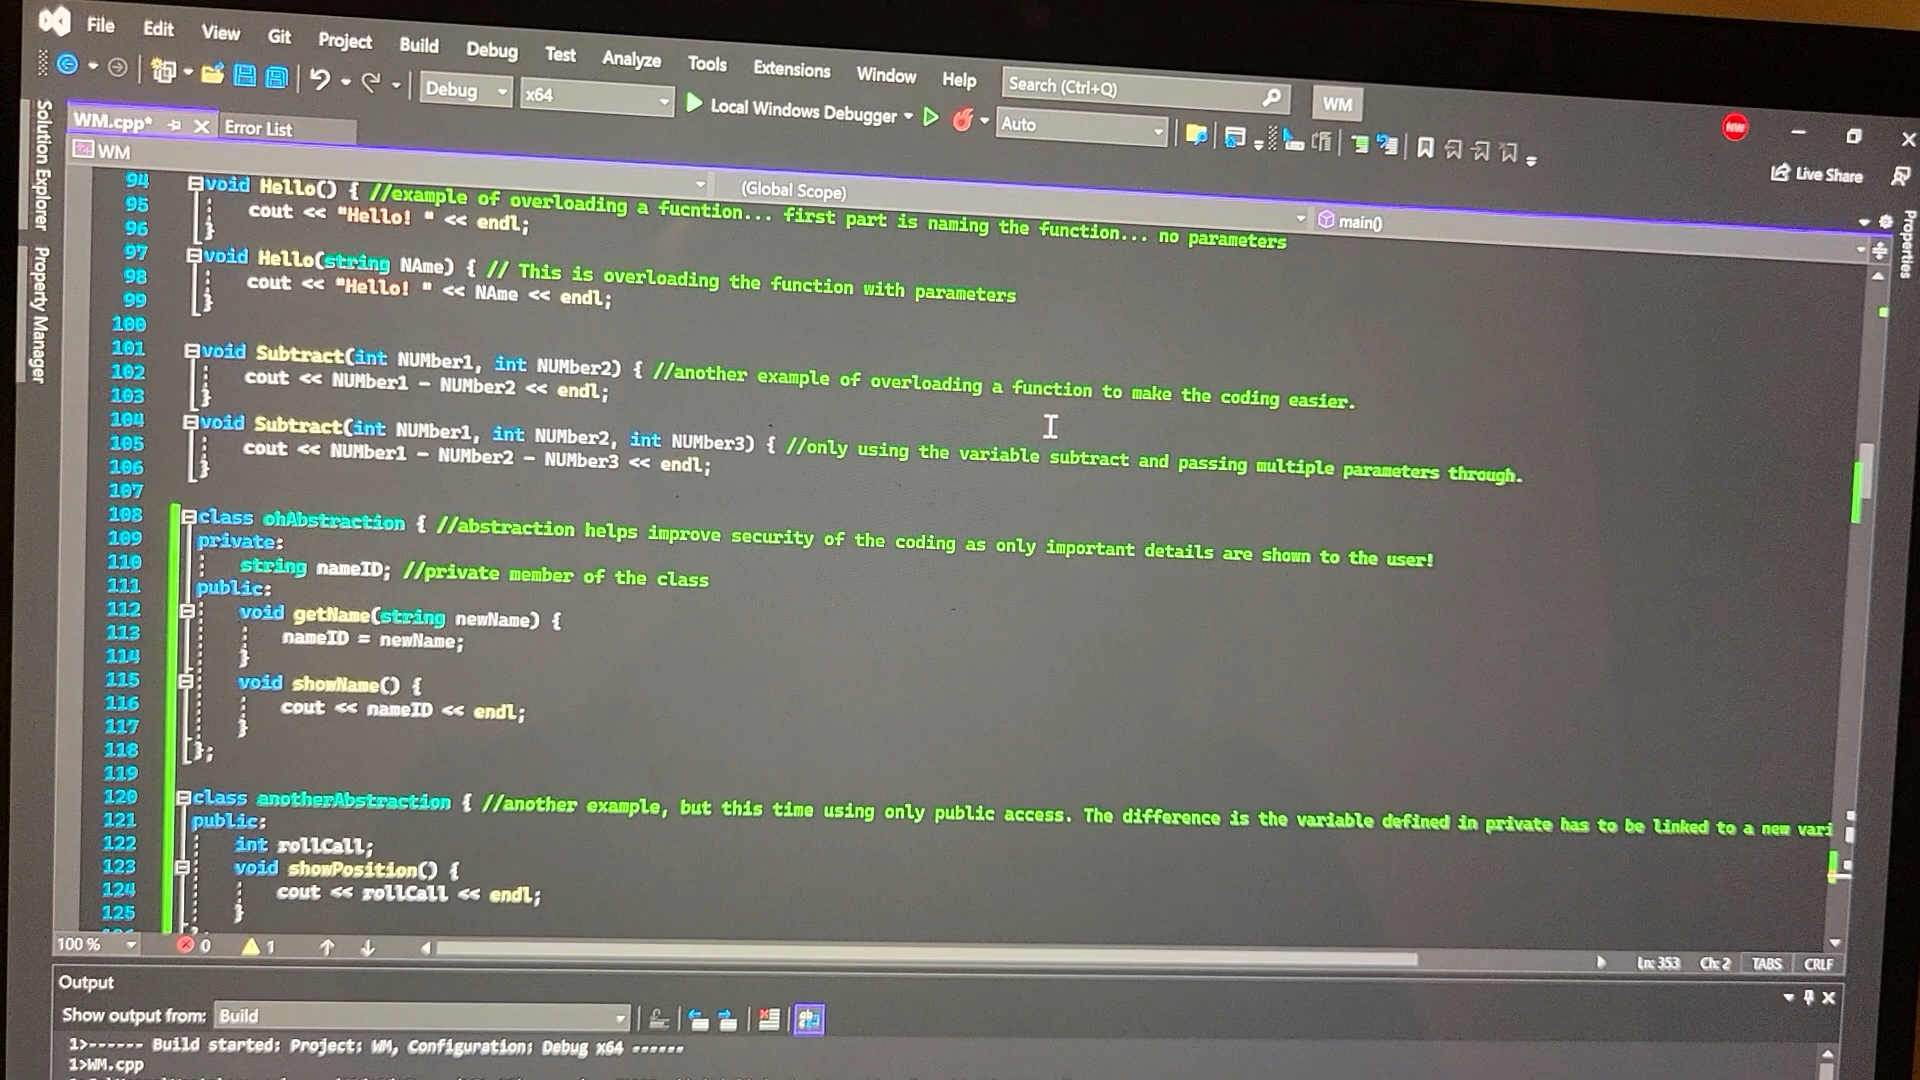 File Edit View Git Project Build Debug Test Analyze Tools Extensions Window Help Search (Ctrl+Q) WM
Debug x64 Local Windows Debugger Auto NW
Live Share
WM.cpp* Error List
WM (Global Scope) main()
Solution Explorer
Property Manager
Properties
94 void Hello() { //example of overloading a fucntion... first part is naming the function... no parameters
95 cout << "Hello! " << endl;
96 }
97 void Hello(string NAme) { // This is overloading the function with parameters
98 cout << "Hello! " << NAme << endl;
99 }
100
101 void Subtract(int NUMber1, int NUMber2) { //another example of overloading a function to make the coding easier.
102 cout << NUMber1 - NUMber2 << endl;
103 }
104 void Subtract(int NUMber1, int NUMber2, int NUMber3) { //only using the variable subtract and passing multiple parameters through.
105 cout << NUMber1 - NUMber2 - NUMber3 << endl;
106 }
107
108 class ohAbstraction { //abstraction helps improve security of the coding as only important details are shown to the user!
109 private:
110 string nameID; //private member of the class
111 public:
112 void getName(string newName) {
113 nameID = newName;
114 }
115 void showName() {
116 cout << nameID << endl;
117 }
118 };
119
120 class anotherAbstraction { //another example, but this time using only public access. The difference is the variable defined in private has to be linked to a new vari
121 public:
122 int rollCall;
123 void showPosition() {
124 cout << rollCall << endl;
125 }
100 % 0 1 Ln: 353 Ch: 2 TABS CRLF
Output
Show output from: Build
1>------ Build started: Project: WM, Configuration: Debug x64 ------
1>WM.cpp